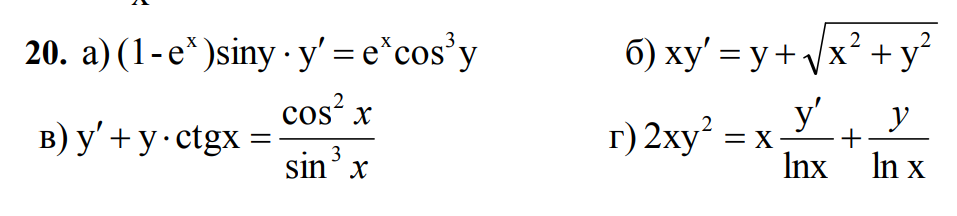 20. а) (1-eˣ)siny · y′ = eˣcos³y б) xy′ = y + √(x² + y²)
в) y′ + y · ctgx = cos² x / sin³ x г) 2xy² = x y′/lnx + y/ln x